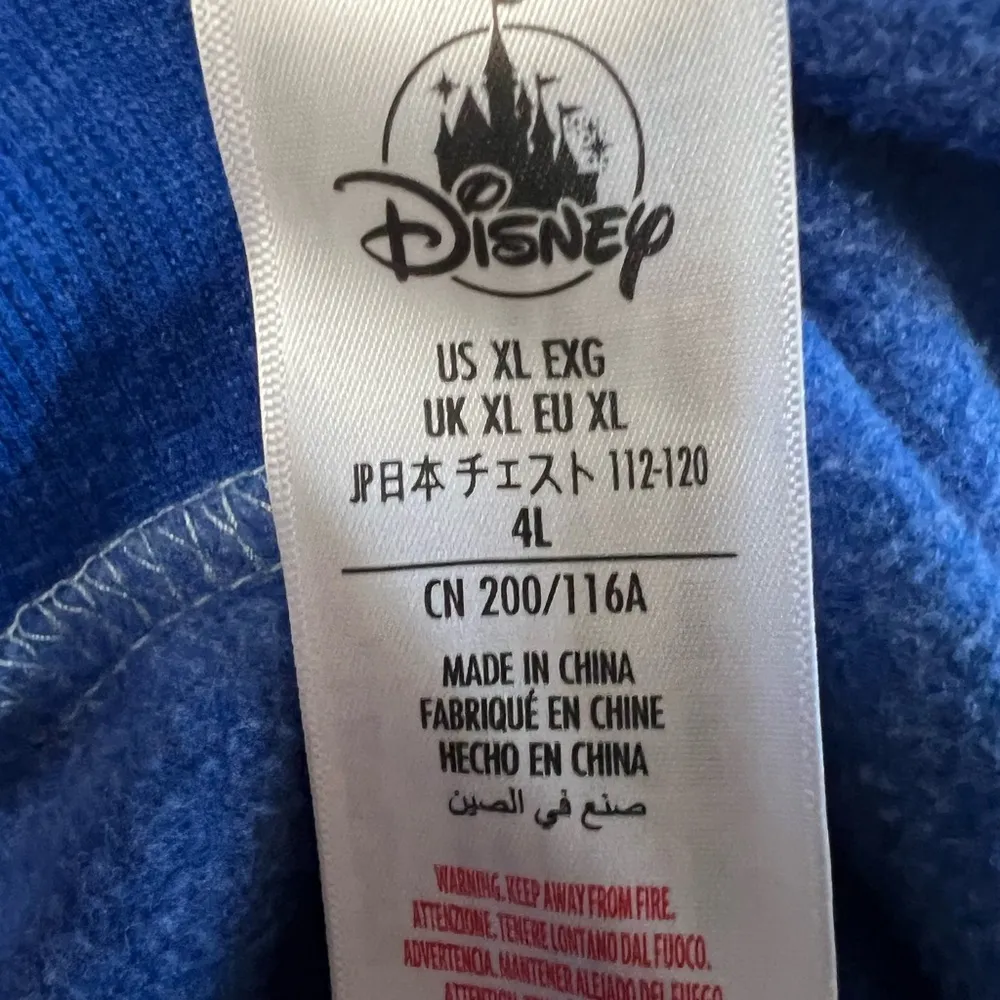 DISNEY
US XL EXG
UK XL EU XL
JP日本 チェスト 112-120
4L
CN 200/116A
MADE IN CHINA
FABRIQUÉ EN CHINE
HECHO EN CHINA
صنع في الصين
WARNING. KEEP AWAY FROM FIRE.
ATTENZIONE. TENERE LONTANO DAL FUOCO.
ADVERTENCIA. MANTENER ALEJADO DEL FUEGO
ATTENTION.